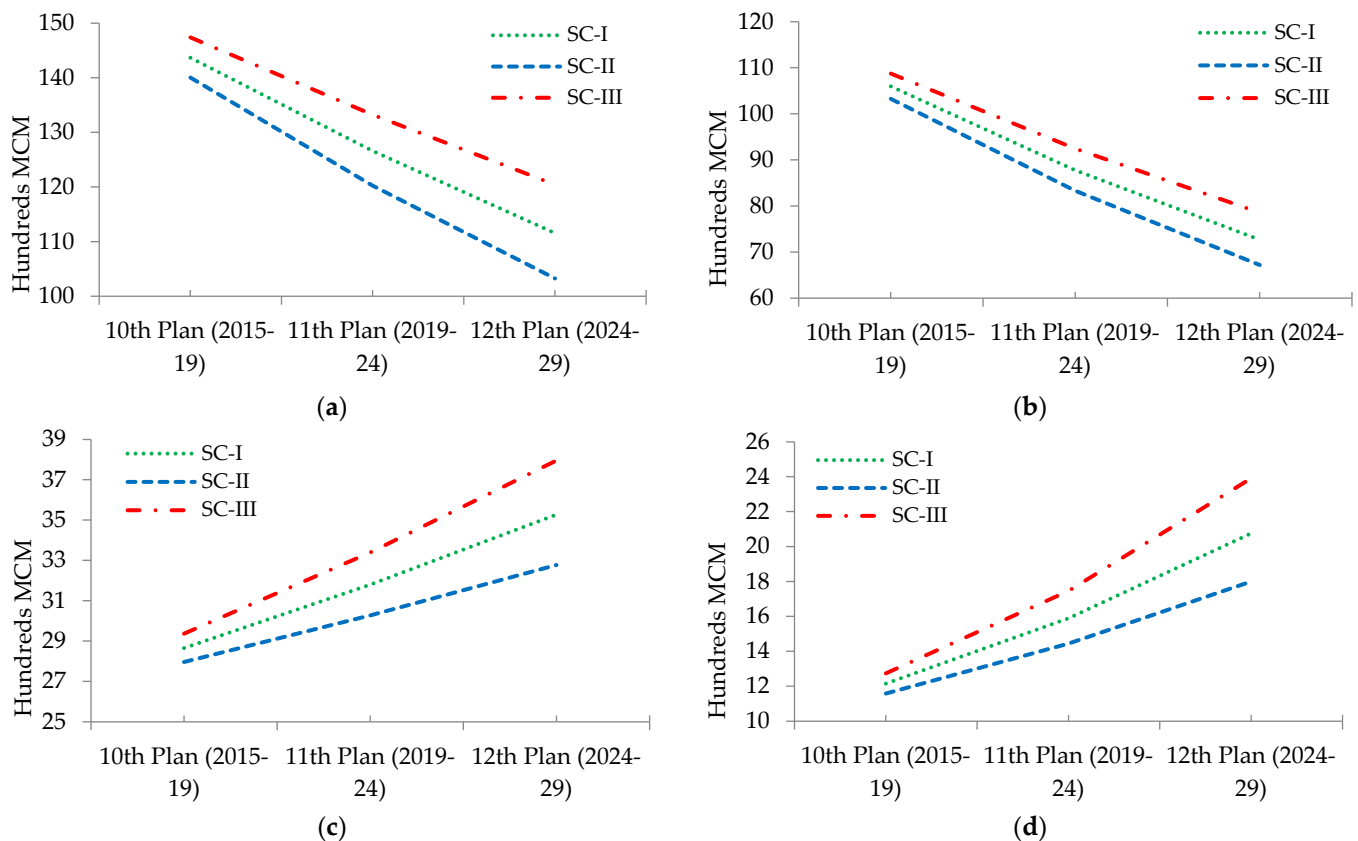 Hundreds MCM
150
140
130
120
110
100
SC-I
SC-II
SC-III
10th Plan (2015-
19)
11th Plan (2019-
24)
12th Plan (2024-
29)
(a)
Hundreds MCM
120
110
100
90
80
70
60
SC-I
SC-II
SC-III
10th Plan (2015-
19)
11th Plan (2019-
24)
12th Plan (2024-
29)
(b)
Hundreds MCM
39
37
35
33
31
29
27
25
SC-I
SC-II
SC-III
10th Plan (2015-
19)
11th Plan (2019-
24)
12th Plan (2024-
29)
(c)
Hundreds MCM
26
24
22
20
18
16
14
12
10
SC-I
SC-II
SC-III
10th Plan (2015-
19)
11th Plan (2019-
24)
12th Plan (2024-
29)
(d)